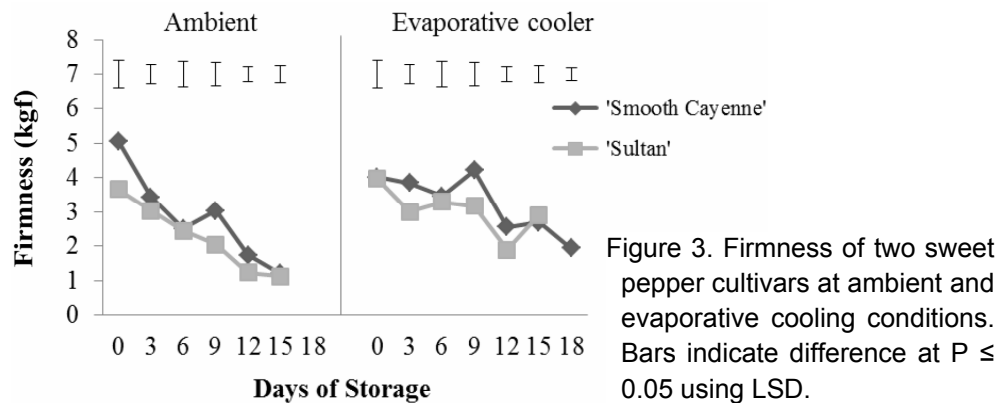 Ambient
Evaporative cooler
8
7
6
5
4
3
2
1
0
Firmness (kgf)
'Smooth Cayenne'
'Sultan'
0 3 6 9 12 15 18
0 3 6 9 12 15 18
Days of Storage
Figure 3. Firmness of two sweet
pepper cultivars at ambient and
evaporative cooling conditions.
Bars indicate difference at P ≤
0.05 using LSD.